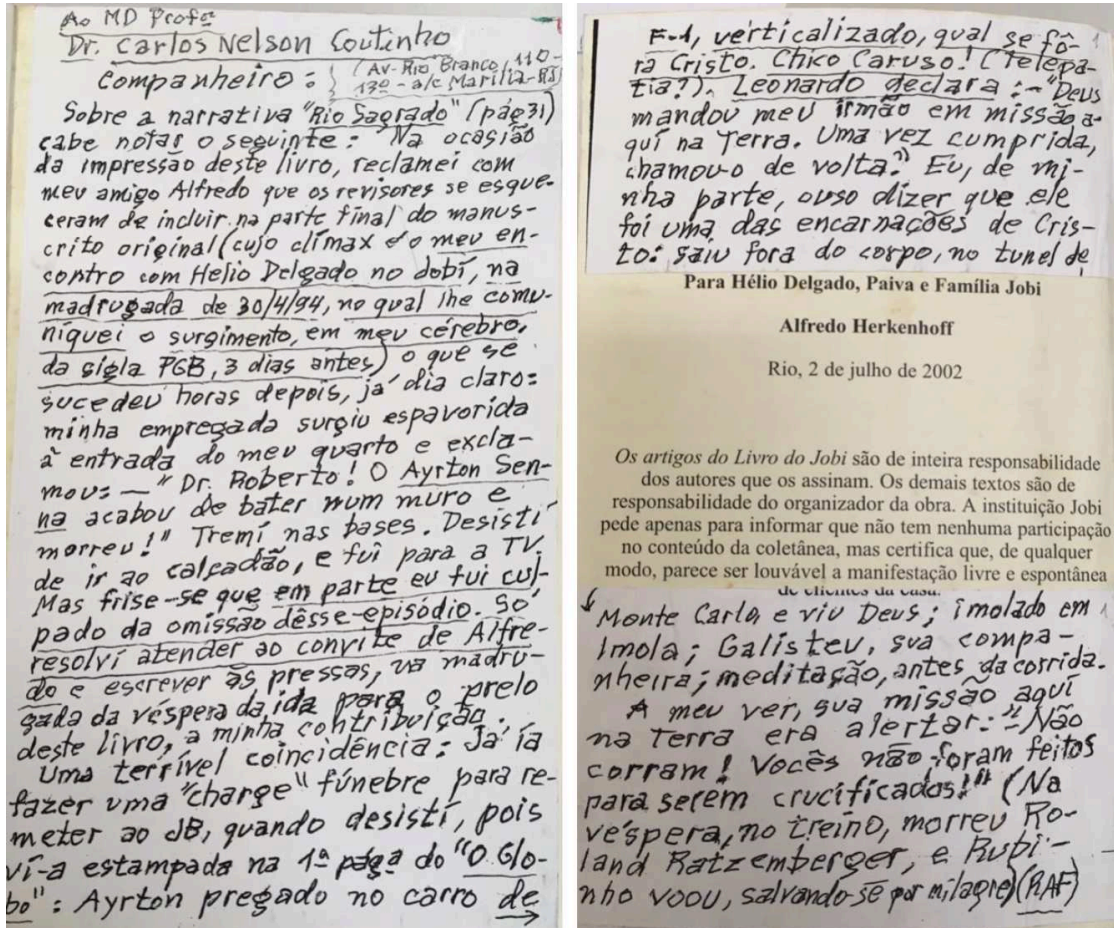 Ao MD Profº
Dr. Carlos Nelson Coutinho
(Av-Rio Branco, 110-
Companheiro: 13º - a/c Marília-RJ)
Sobre a narrativa "Rio Sagrado" (pág 31)
cabe notar o seguinte: Na ocasião
da impressão deste livro, reclamei com
meu amigo Alfredo que os revisores se esque-
ceram de incluir na parte final do manus-
crito original (cujo clímax é o meu en-
contro com Helio Delgado no dobí, na
madrugada de 30/4/94, no qual lhe comu-
niquei o surgimento, em meu cérebro,
da sigla PGB, 3 dias antes) o que se
sucedeu horas depois, já dia claro:
minha empregada surgiu espavorida
à entrada do meu quarto e excla-
mou: — "Dr. Roberto! O Ayrton Sen-
na acabou de bater num muro e
morreu!" Tremí nas bases. Desistí
de ir ao calçadão, e fui para a TV.
Mas frise-se que em parte eu fui cul-
pado da omissão dêsse-episódio. Só
resolví atender ao convite de Alfre-
do e escrever às pressas, na madru-
gada da véspera da ida para o prelo
deste livro, a minha contribuição.
Uma terrível coincidência: Já ía
fazer uma "charge" fúnebre para re-
meter ao JB, quando desistí, pois
ví-a estampada na 1ª pág² do "O Glo-
bo": Ayrton pregado no carro de
F-1, verticalizado, qual se fô-
ra Cristo. Chico Caruso! (Telepa-
tia?). Leonardo declara: -"Deus
mandou meu irmão em missão a-
quí na Terra. Uma vez cumprida,
chamou-o de volta". Eu, de mi-
nha parte, ouso dizer que ele
foi uma das encarnações de Cris-
to: saiu fora do corpo, no tunel de
Para Hélio Delgado, Paiva e Família Jobi
Alfredo Herkenhoff
Rio, 2 de julho de 2002
Os artigos do Livro do Jobi são de inteira responsabilidade
dos autores que os assinam. Os demais textos são de
responsabilidade do organizador da obra. A instituição Jobi
pede apenas para informar que não tem nenhuma participação
no conteúdo da coletânea, mas certifica que, de qualquer
modo, parece ser louvável a manifestação livre e espontânea
de clientes da casa.
Monte Carlo, e viu Deus; imolado em
Imola; Galisteu, sua compa-
nheira; meditação, antes da corrida.
A meu ver, sua missão aquí
na Terra era alertar: "Não
corram! Vocês não foram feitos
para serem crucificados!" (Na
véspera, no treino, morreu Ro-
land Ratzemberger, e Rubi-
nho voou, salvando-se por milagre) (RAF)